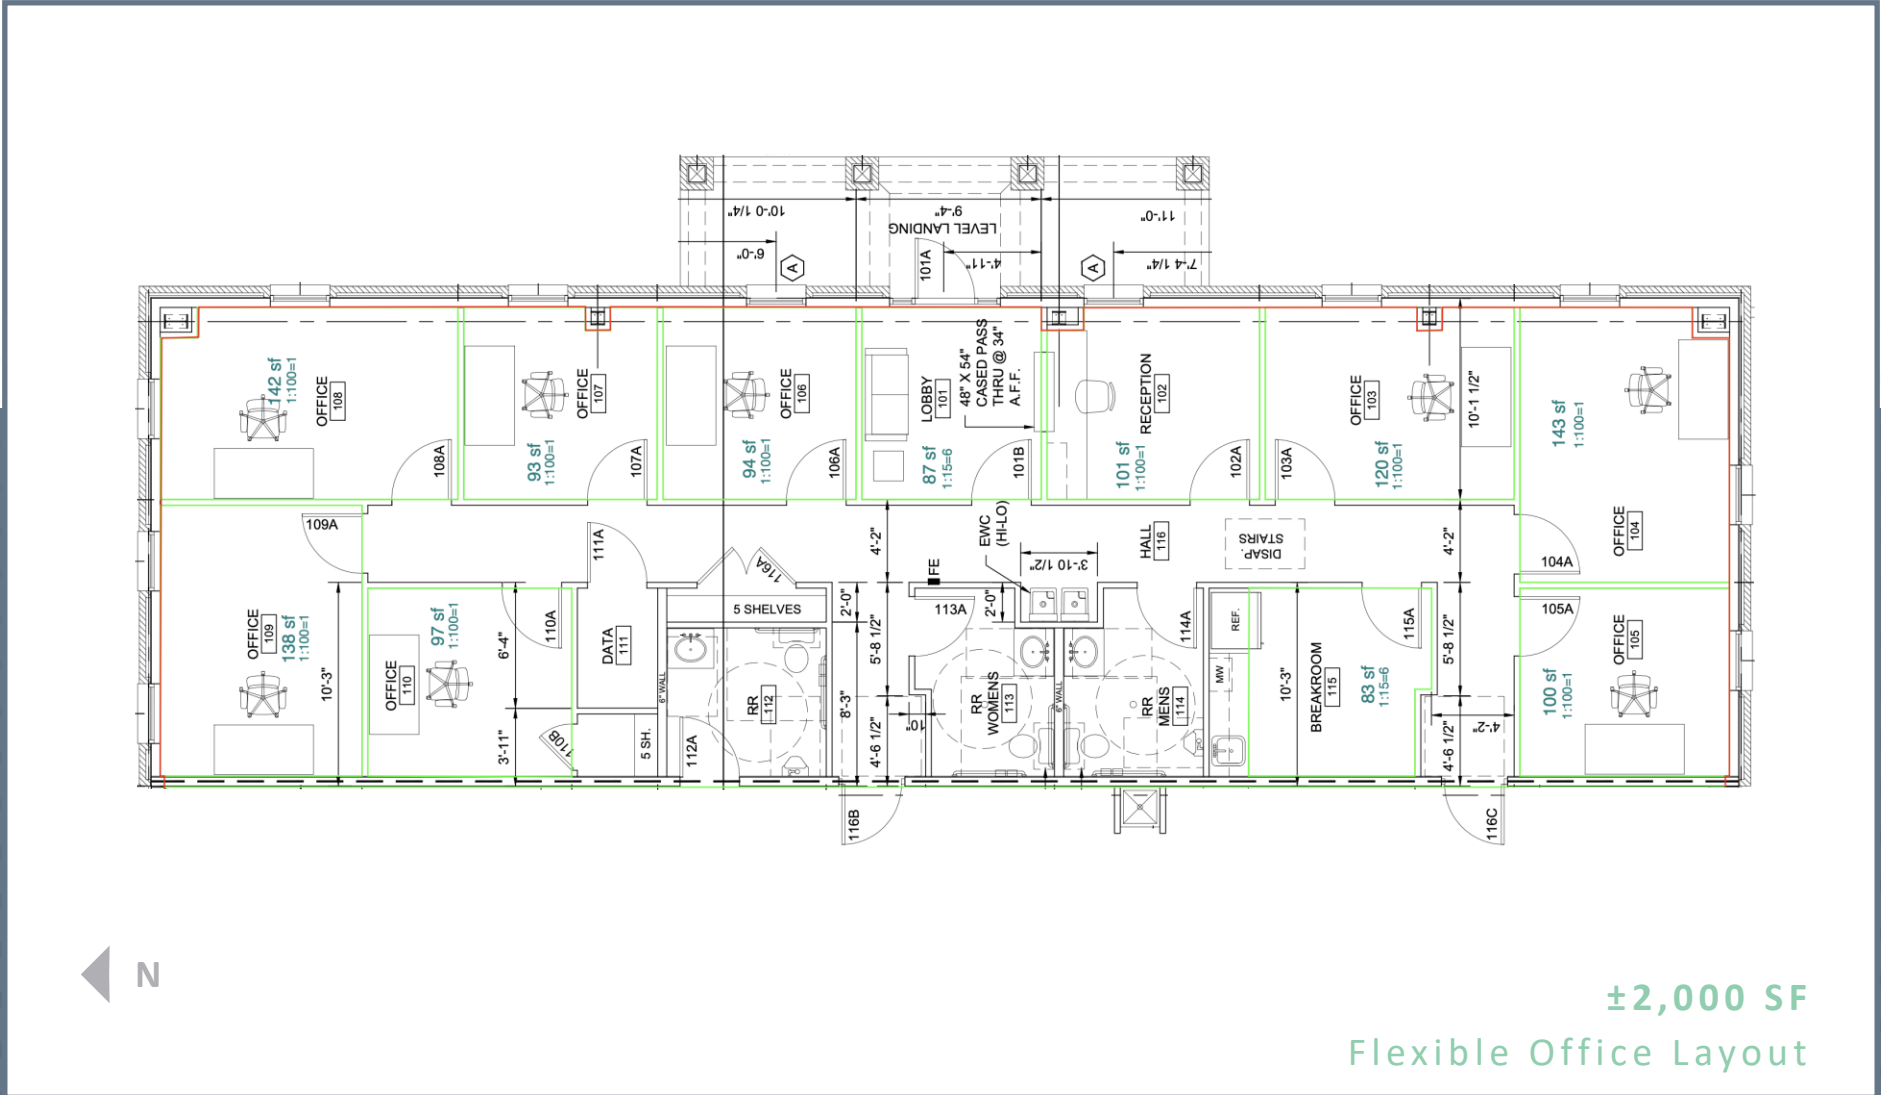 10'-0 1/4"
9'-4"
11'-0"
LEVEL LANDING
6'-0"
A
101A
4'-11"
A
7'-4 1/4"
142 sf
1:100=1
OFFICE
108
108A
OFFICE
107
93 sf
1:100=1
107A
OFFICE
106
94 sf
1:100=1
106A
LOBBY
101
87 sf
1:15=6
48" X 54"
CASED PASS
THRU @ 34"
A.F.F.
101B
RECEPTION
102
101 sf
1:100=1
102A
103A
OFFICE
103
120 sf
1:100=1
10'-1 1/2"
143 sf
1:100=1
OFFICE
104
104A
109A
111A
116A
4'-2"
FE
EWC
(HI-LO)
3'-10 1/2"
HALL
116
DISAP.
STAIRS
4'-2"
OFFICE
109
138 sf
1:100=1
10'-3"
OFFICE
110
97 sf
1:100=1
6'-4"
3'-11"
110A
110B
DATA
111
5 SH.
5 SHELVES
6" WALL
RR
112
112A
2'-0"
8'-3"
5'-8 1/2"
4'-6 1/2"
10"
113A
2'-0"
RR
WOMENS
113
6" WALL
RR
MENS
114
114A
REF.
MW
10'-3"
BREAKROOM
115
83 sf
1:15=6
115A
5'-8 1/2"
4'-6 1/2"
4'-2"
105A
OFFICE
105
100 sf
1:100=1
116B
116C
N
±2,000 SF
Flexible Office Layout